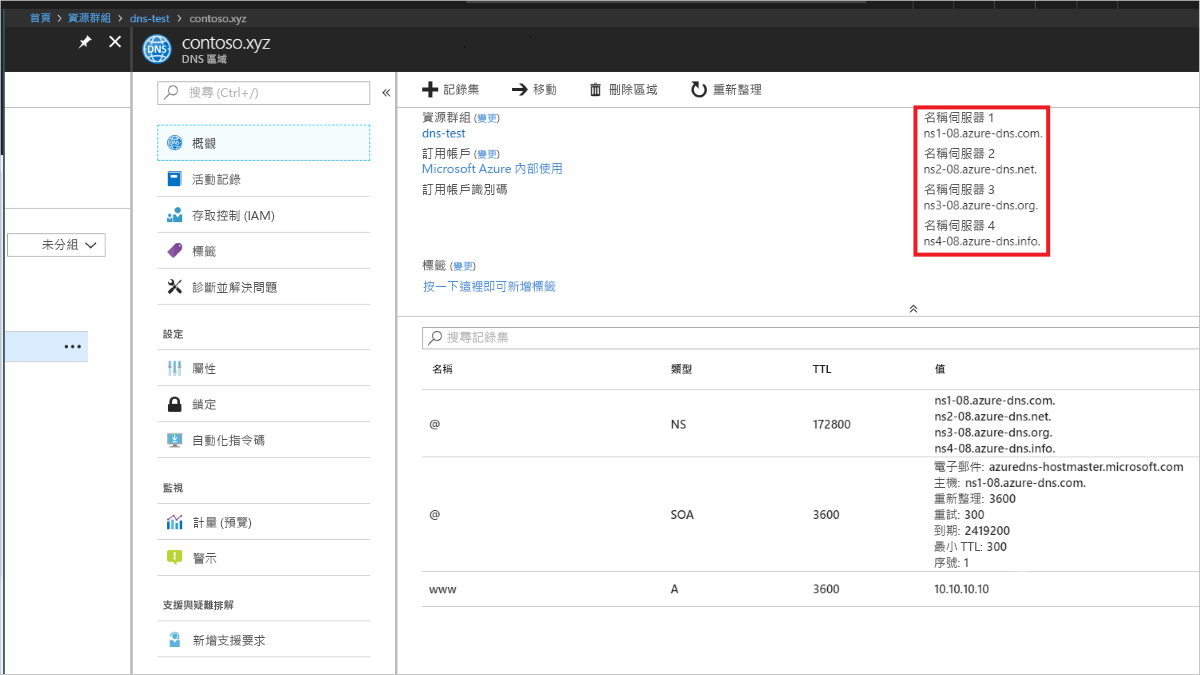 首頁 > 資源群組 > dns-test > contoso.xyz
contoso.xyz
DNS
DNS 區域
未分組
搜尋 (Ctrl+/)
概觀
活動記錄
存取控制 (IAM)
標籤
診斷並解決問題
設定
屬性
鎖定
自動化指令碼
監視
計量 (預覽)
警示
支援與疑難排解
新增支援要求
記錄集
移動
刪除區域
重新整理
資源群組 (變更)
dns-test
訂用帳戶 (變更)
Microsoft Azure 內部使用
訂用帳戶識別碼
名稱伺服器 1
ns1-08.azure-dns.com.
名稱伺服器 2
ns2-08.azure-dns.net.
名稱伺服器 3
ns3-08.azure-dns.org.
名稱伺服器 4
ns4-08.azure-dns.info.
標籤 (變更)
按一下這裡即可新增標籤
搜尋記錄集
名稱 類型 TTL 值
@ NS 172800
ns1-08.azure-dns.com.
ns2-08.azure-dns.net.
ns3-08.azure-dns.org.
ns4-08.azure-dns.info.
@ SOA 3600
電子郵件: azuredns-hostmaster.microsoft.com
主機: ns1-08.azure-dns.com.
重新整理: 3600
重試: 300
到期: 2419200
最小 TTL: 300
序號: 1
www A 3600 10.10.10.10